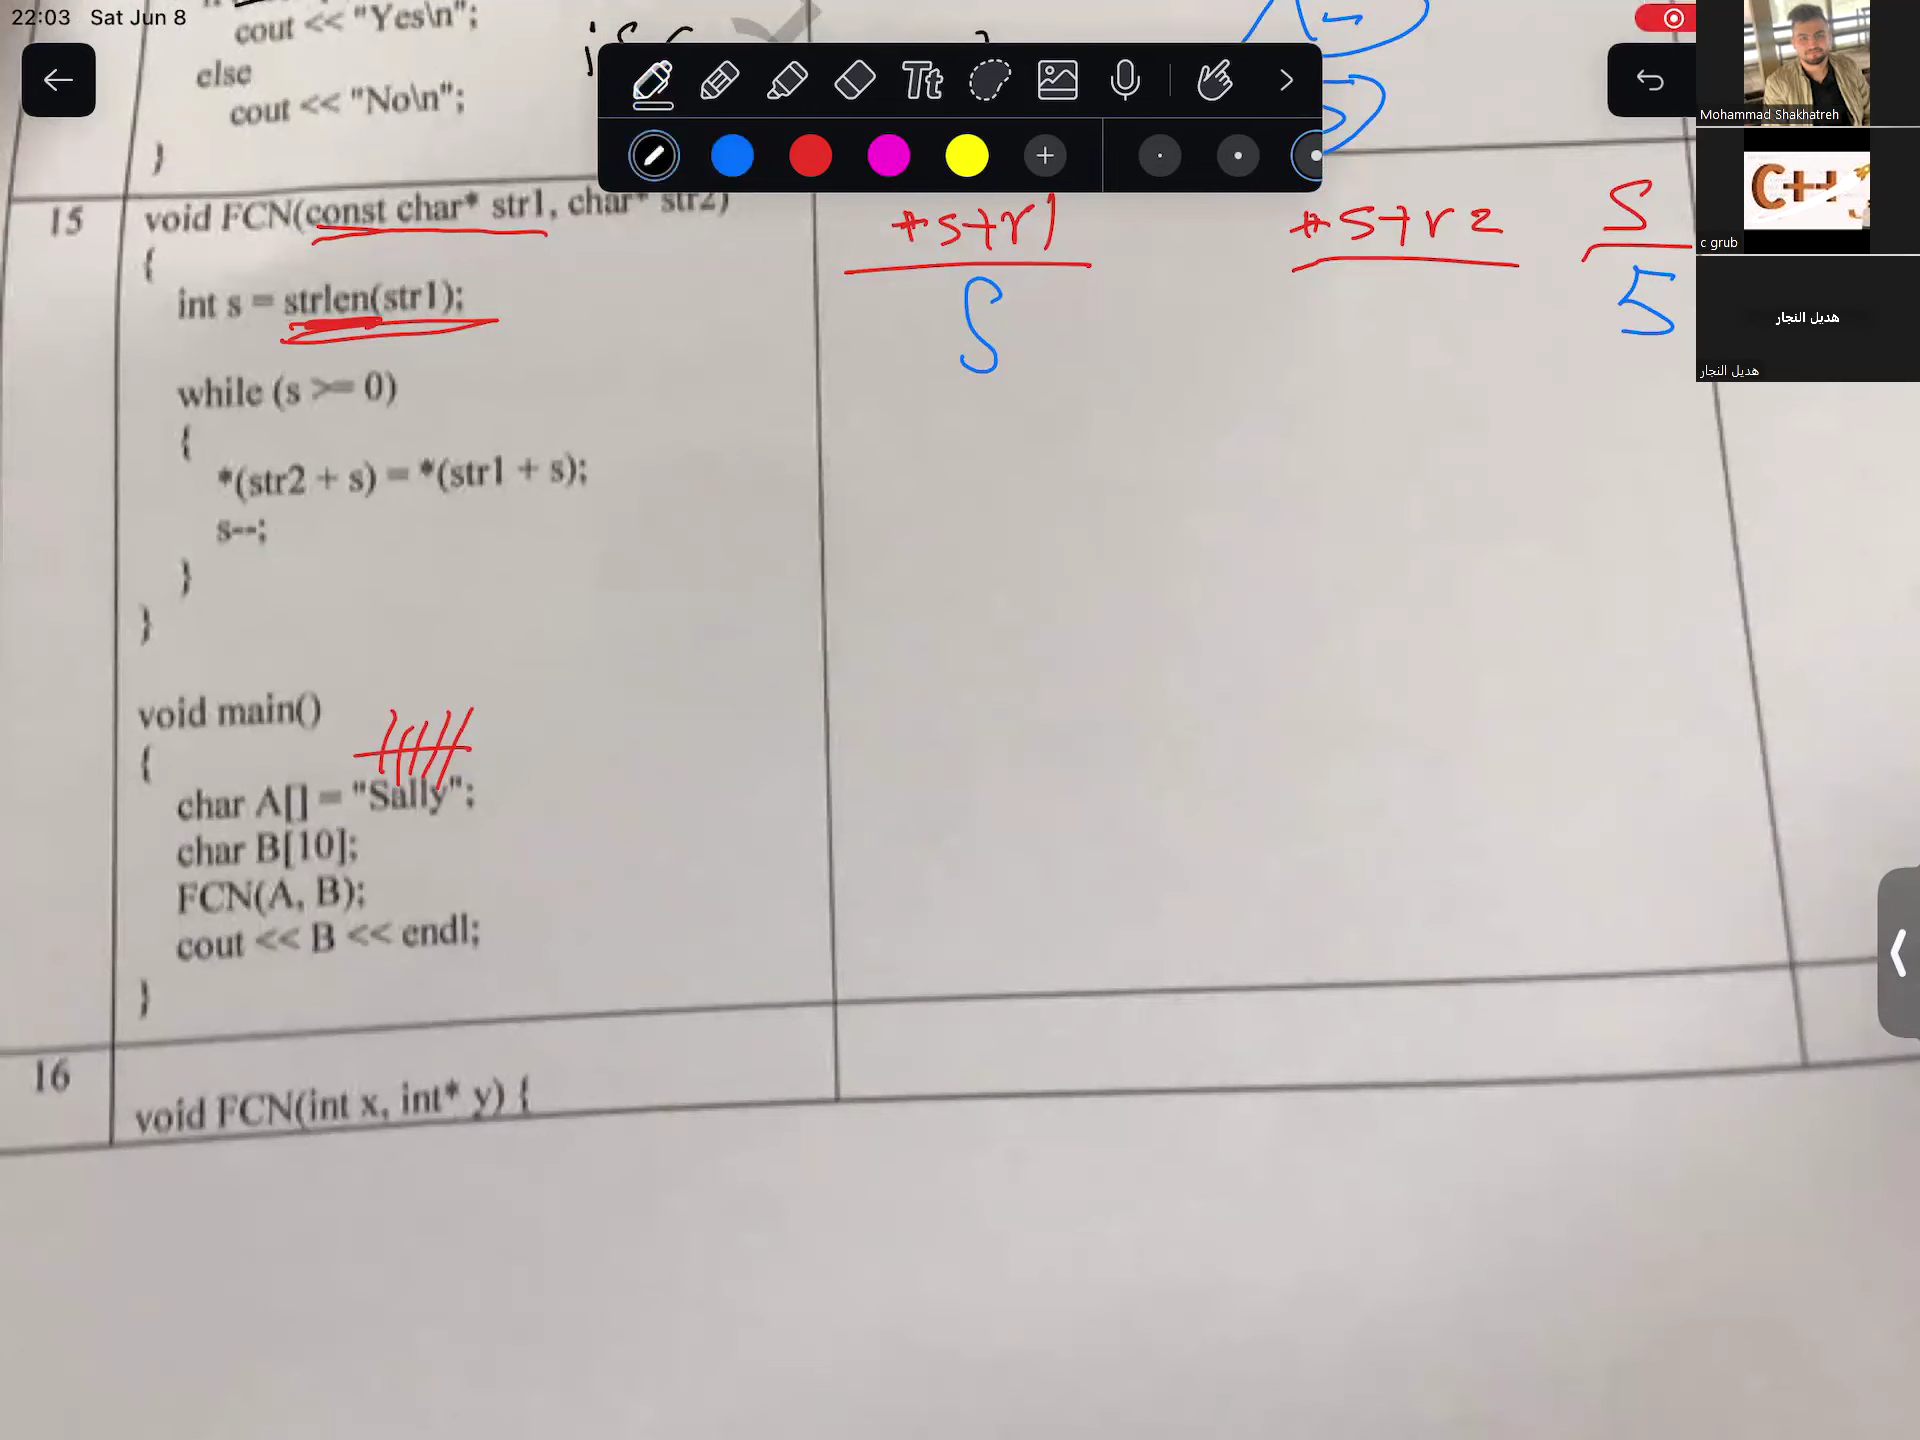 22:03 Sat Jun 8
cout << "Yes\n";
else
cout << "No\n";
}
Tt
Mohammad Shakhatreh
C++
c grub
هديل النجار
هديل النجار
15
void FCN(const char* str1, char* str2)
{
int s = strlen(str1);
while (s >= 0)
{
*(str2 + s) = *(str1 + s);
s--;
}
}
void main()
{
char A[] = "Sally";
char B[10];
FCN(A, B);
cout << B << endl;
}
*str1 *str2 s
S 5
16
void FCN(int x, int* y) {